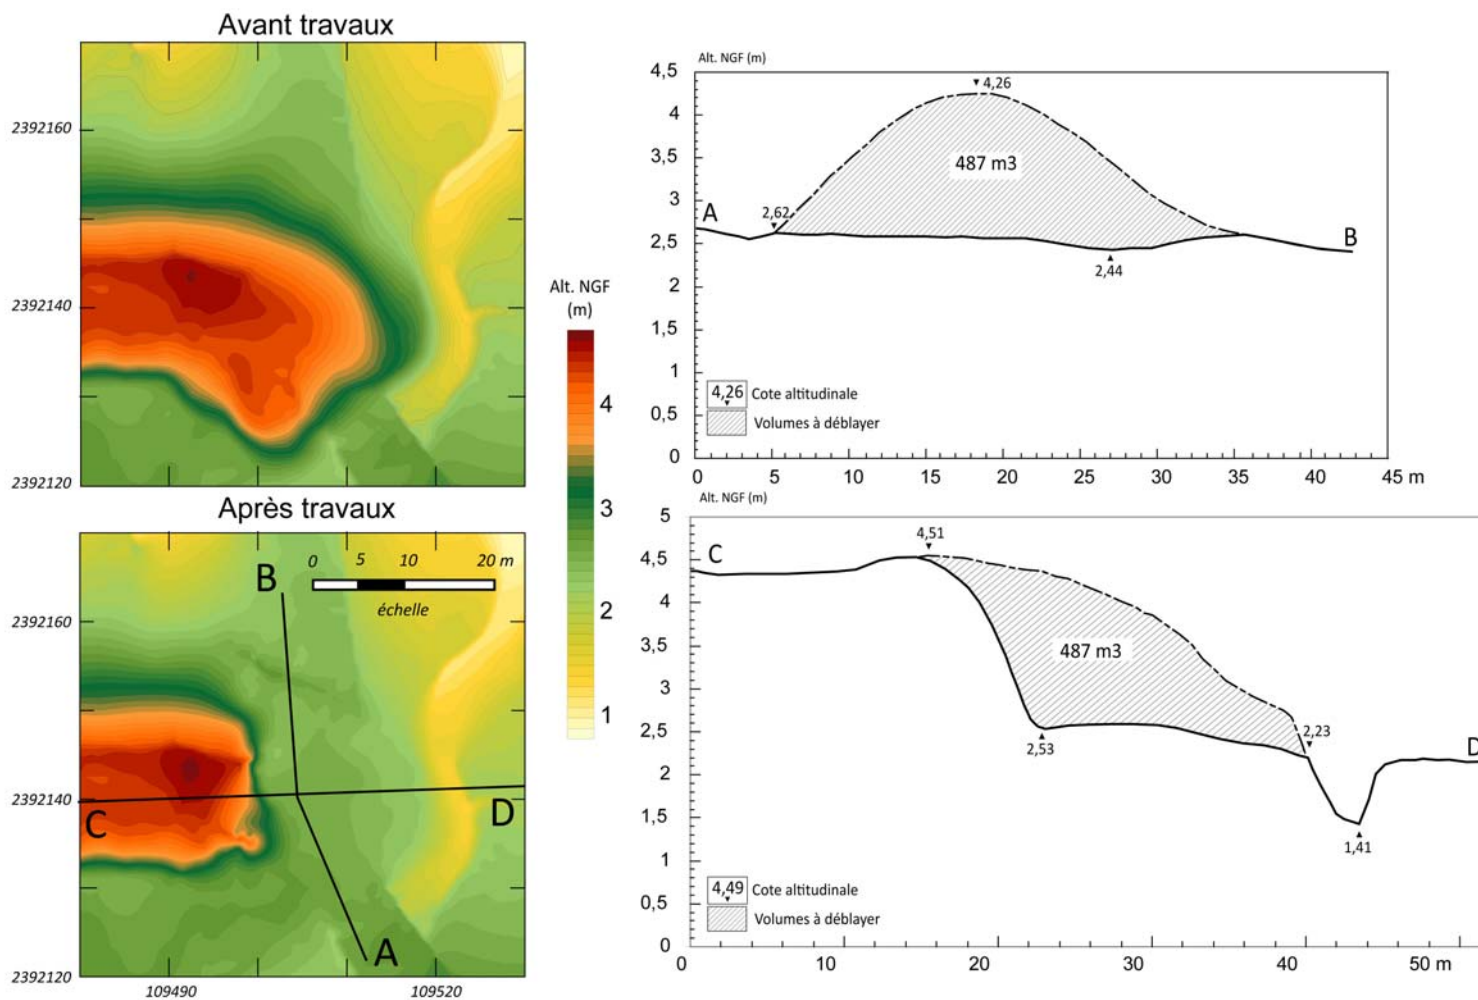 Avant travaux
2392160
2392140
2392120
Après travaux
B
0 5 10 20 m
échelle
2392160
2392140
C
D
A
2392120
109490 109520
Alt. NGF
(m)
4
3
2
1
Alt. NGF (m)
4,5
4
3,5
3
2,5
2
1,5
1
0,5
0
4,26
487 m3
2,62
A
B
2,44
4,26 Cote altitudinale
Volumes à déblayer
0 5 10 15 20 25 30 35 40 45 m
Alt. NGF (m)
5
4,5
4
3,5
3
2,5
2
1,5
1
0,5
0
4,51
C
487 m3
2,53
2,23
D
1,41
4,49 Cote altitudinale
Volumes à déblayer
0 10 20 30 40 50 m